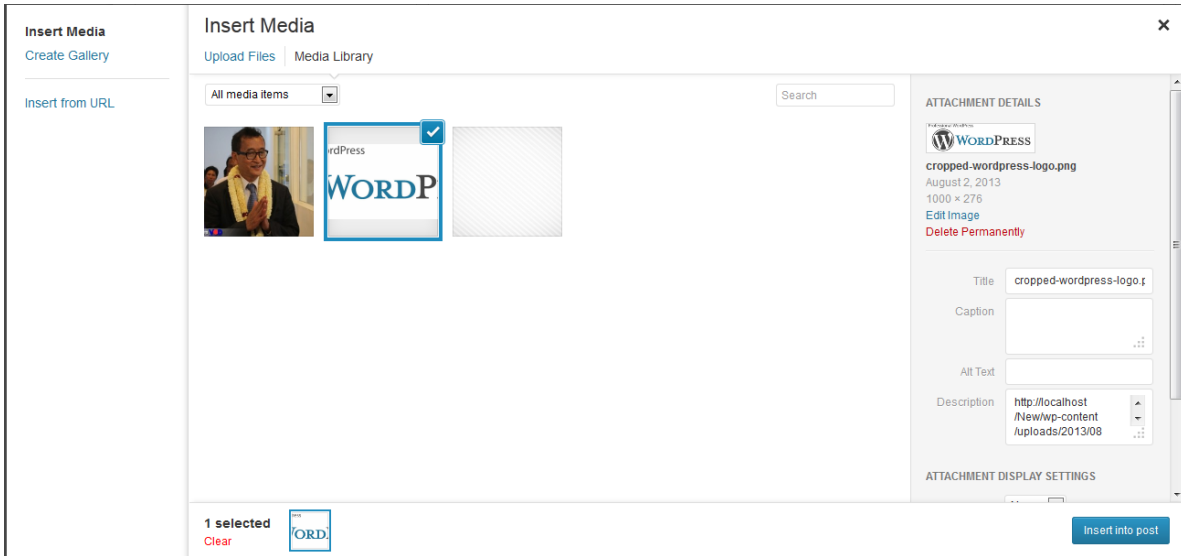 Insert Media
Create Gallery
Insert from URL
Insert Media
Upload Files
Media Library
All media items
Search
rdPress
WORDP
ATTACHMENT DETAILS
WORDPRESS
cropped-wordpress-logo.png
August 2, 2013
1000 × 276
Edit Image
Delete Permanently
Title
cropped-wordpress-logo.p
Caption
Alt Text
Description
http://localhost
/New/wp-content
/uploads/2013/08
ATTACHMENT DISPLAY SETTINGS
1 selected
Clear
ORD
Insert into post